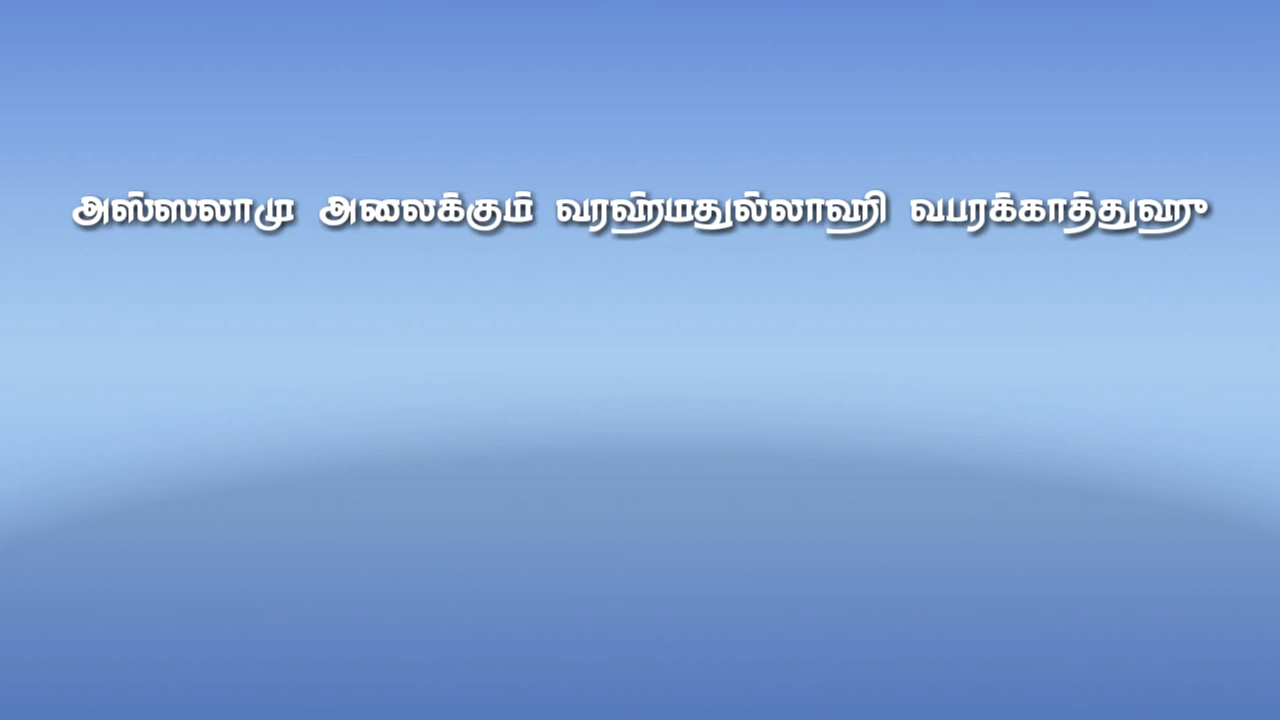 அஸ்ஸலாமு அலைக்கும் வரஹ்மதுல்லாஹி வபரக்காத்துஹு